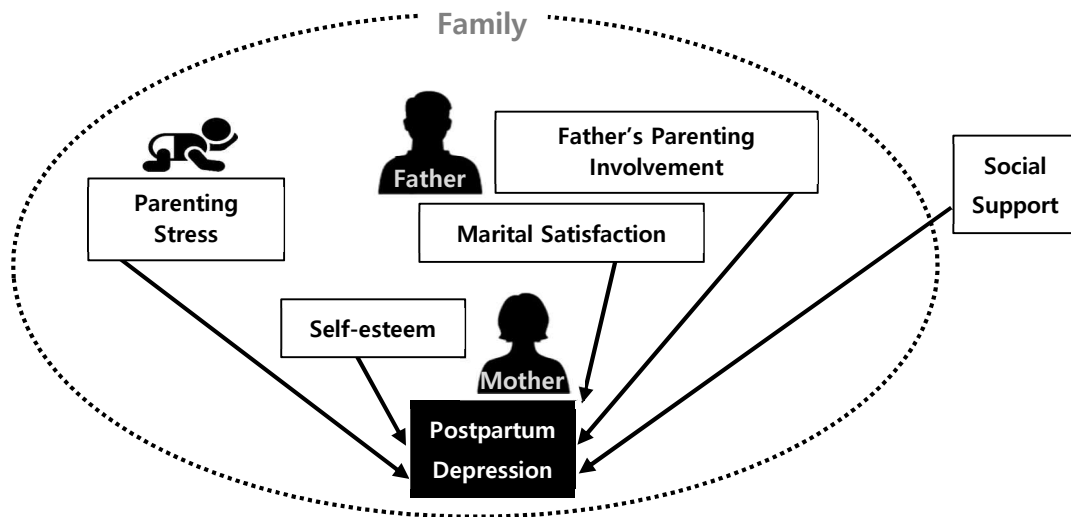 Family
Father
Father's Parenting
Involvement
Social
Support
Parenting
Stress
Marital Satisfaction
Self-esteem
Mother
Postpartum
Depression